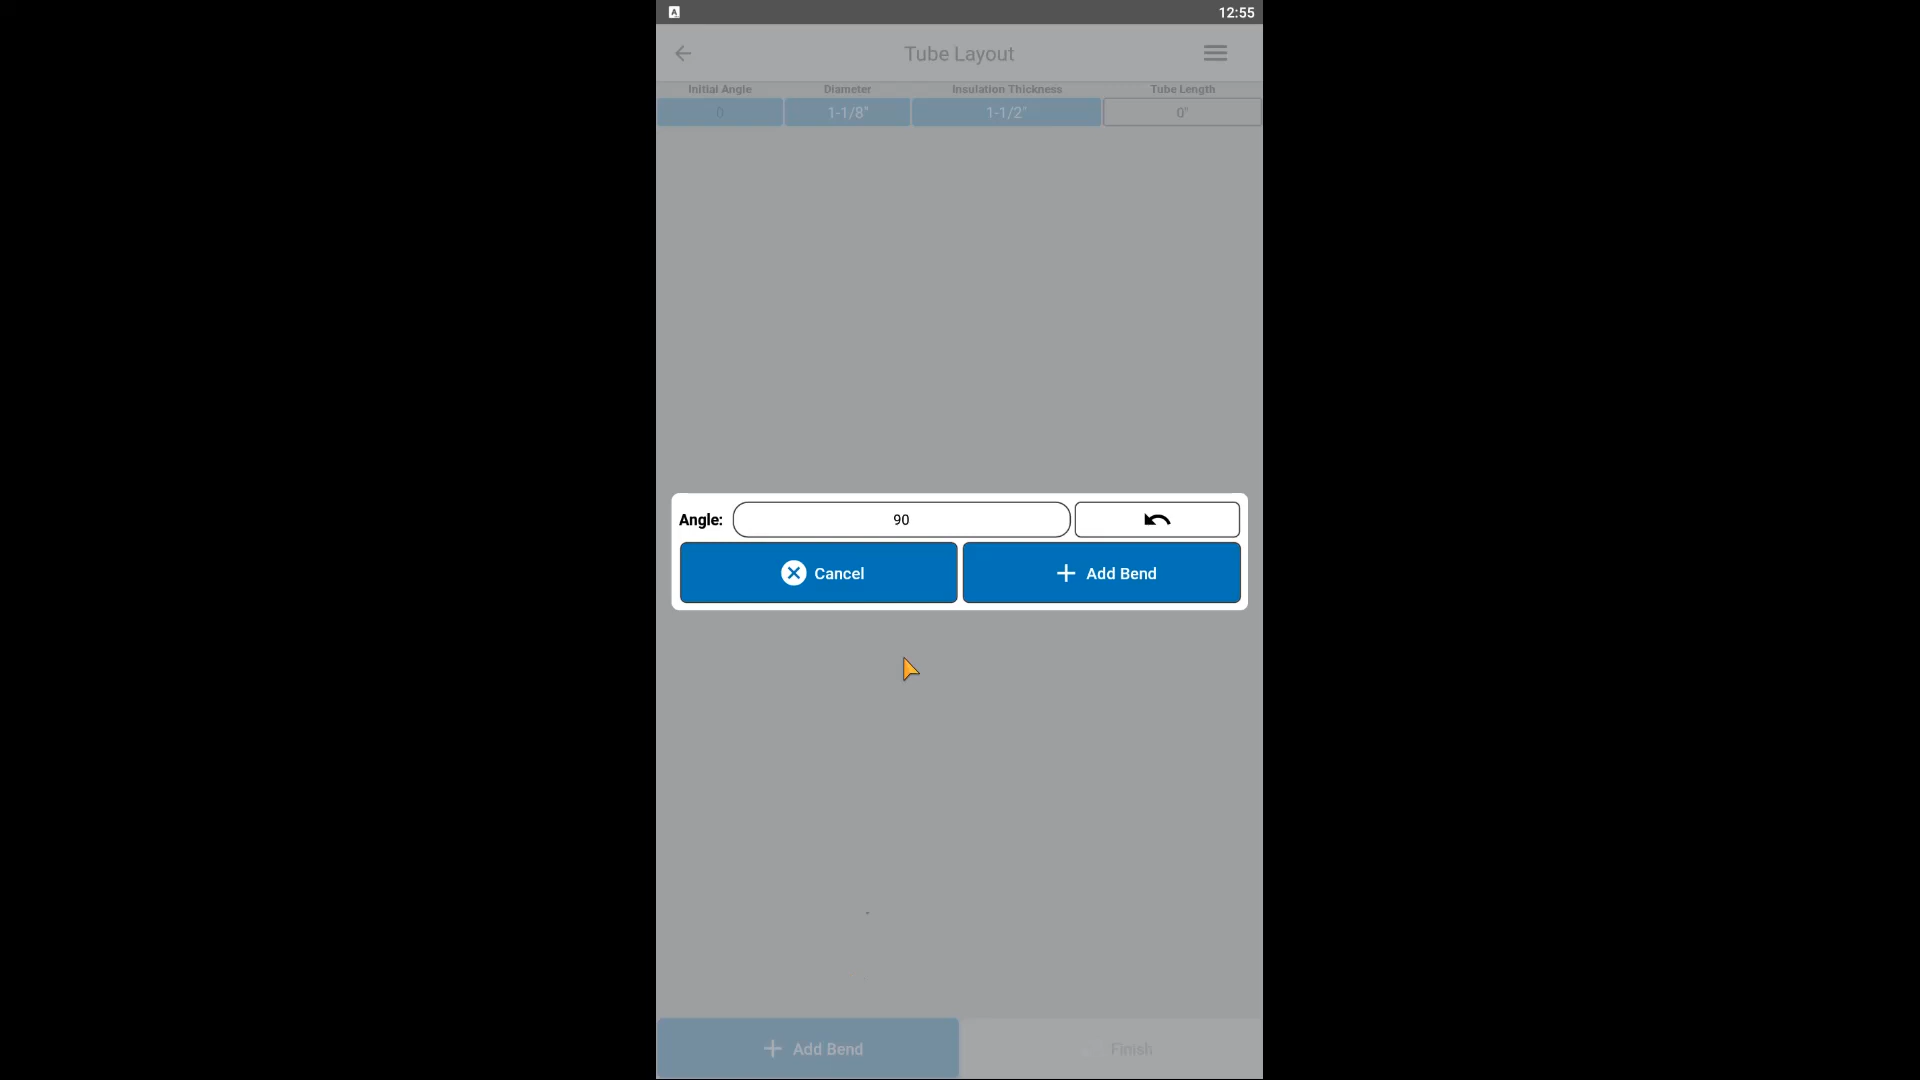 A
12:55
Tube Layout
Initial Angle Diameter Insulation Thickness Tube Length
0 1-1/8" 1-1/2" 0"
Angle: 90
Cancel Add Bend
Add Bend Finish